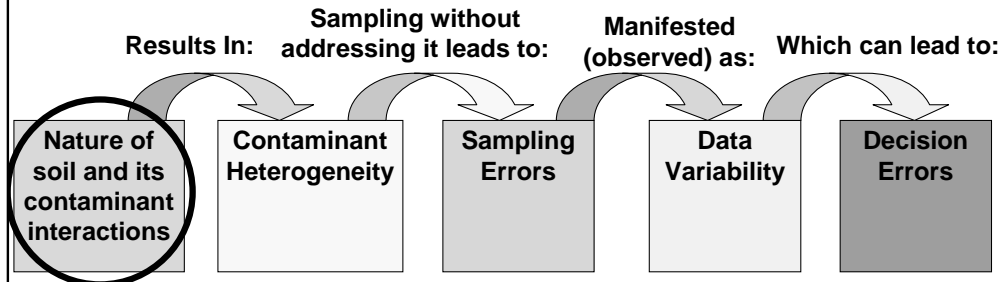 Results In:
Sampling without
addressing it leads to:
Manifested
(observed) as:
Which can lead to:
Nature of
soil and its
contaminant
interactions
Contaminant
Heterogeneity
Sampling
Errors
Data
Variability
Decision
Errors